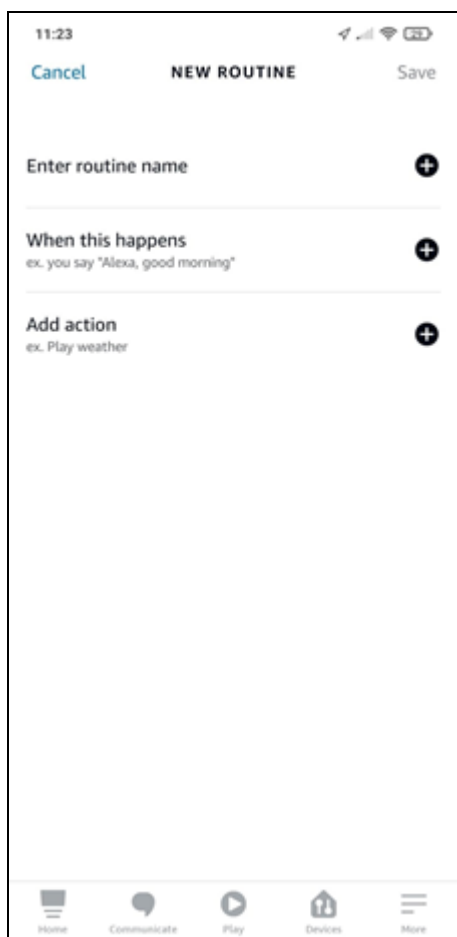 11:23
29
Cancel NEW ROUTINE Save
Enter routine name
When this happens
ex. you say "Alexa, good morning"
Add action
ex. Play weather
Home Communicate Play Devices More